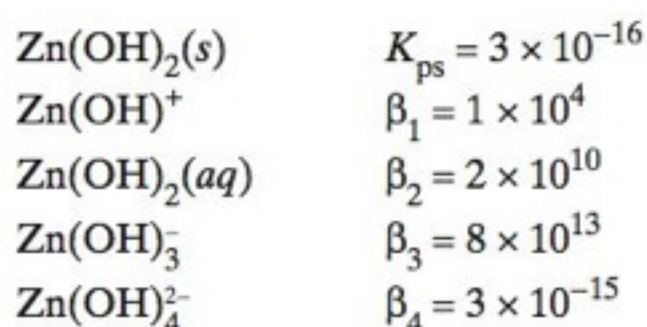 Zn(OH)₂(s) K_ps = 3 × 10⁻¹⁶
Zn(OH)⁺ β₁ = 1 × 10⁴
Zn(OH)₂(aq) β₂ = 2 × 10¹⁰
Zn(OH)₃⁻ β₃ = 8 × 10¹³
Zn(OH)₄²⁻ β₄ = 3 × 10⁻¹⁵